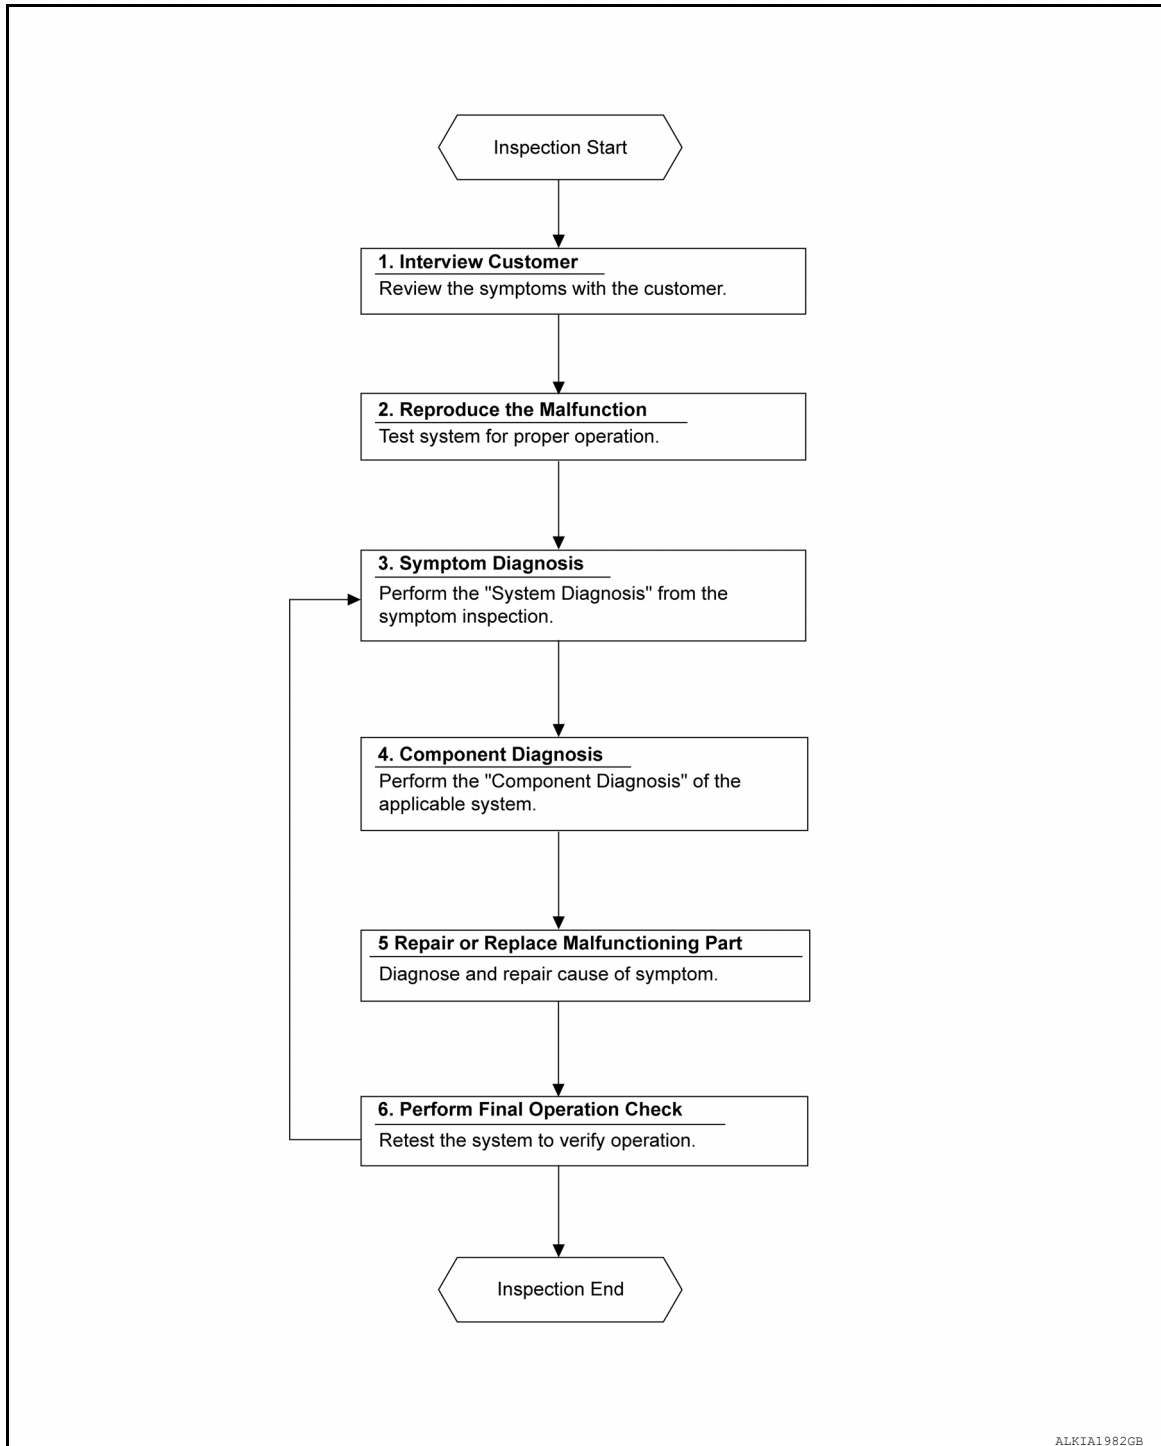 Inspection Start
1. Interview Customer
Review the symptoms with the customer.
2. Reproduce the Malfunction
Test system for proper operation.
3. Symptom Diagnosis
Perform the "System Diagnosis" from the
symptom inspection.
4. Component Diagnosis
Perform the "Component Diagnosis" of the
applicable system.
5 Repair or Replace Malfunctioning Part
Diagnose and repair cause of symptom.
6. Perform Final Operation Check
Retest the system to verify operation.
Inspection End
ALKIA1982GB